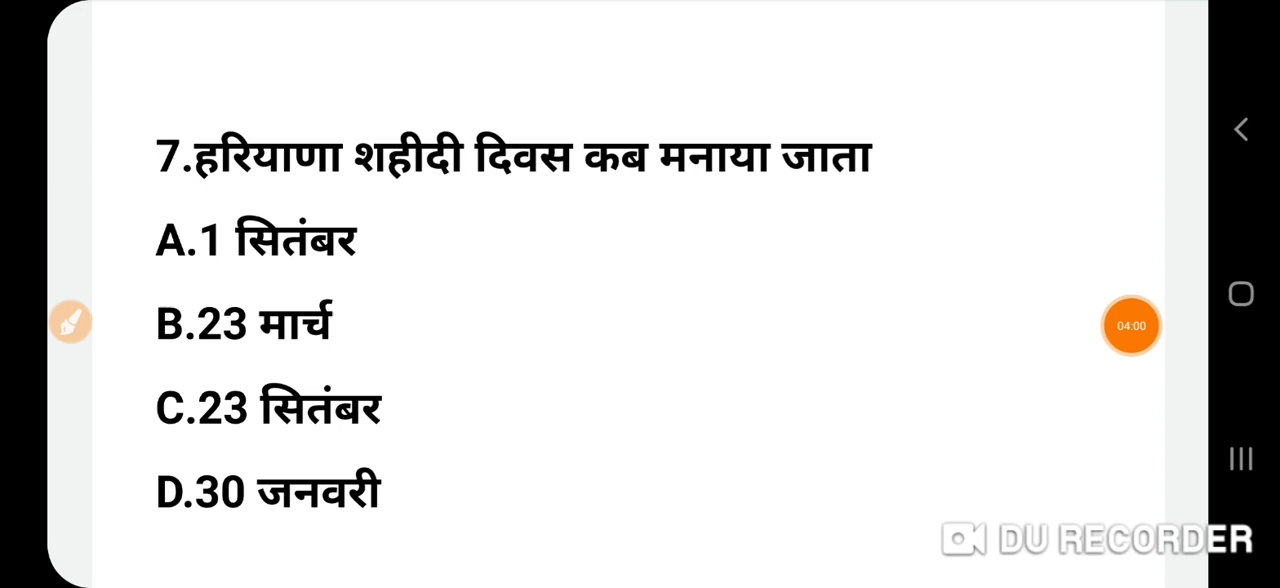 7.हरियाणा शहीदी दिवस कब मनाया जाता
A.1 सितंबर
B.23 मार्च
04:00
C.23 सितंबर
D.30 जनवरी
DU RECORDER